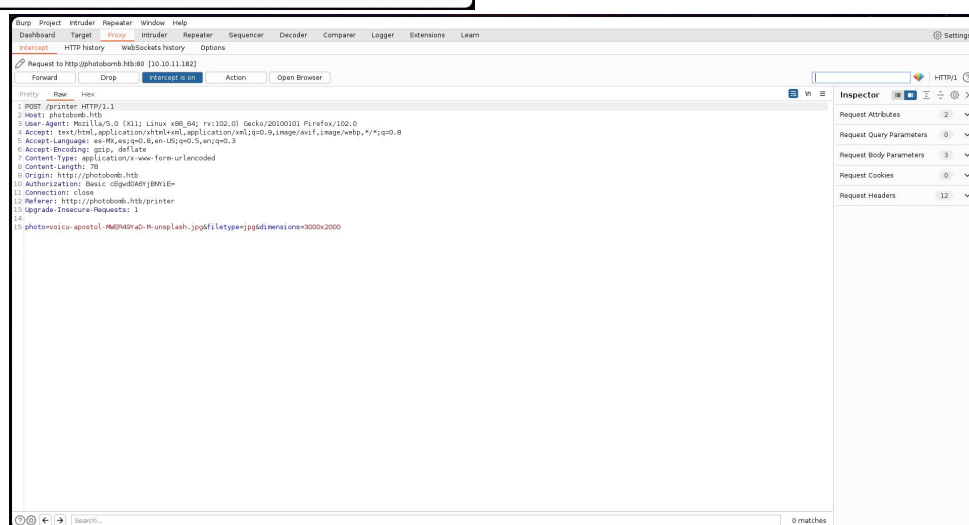 Burp Project Intruder Repeater Window Help
Dashboard Target Proxy Intruder Repeater Sequencer Decoder Comparer Logger Extensions Learn Settings
Intercept HTTP history WebSockets history Options
Request to http://photobomb.htb:80 [10.10.11.182]
Forward Drop Intercept is on Action Open Browser HTTP/1
Pretty Raw Hex \n Inspector
1 POST /printer HTTP/1.1
2 Host: photobomb.htb
3 User-Agent: Mozilla/5.0 (X11; Linux x86_64; rv:102.0) Gecko/20100101 Firefox/102.0
4 Accept: text/html,application/xhtml+xml,application/xml;q=0.9,image/avif,image/webp,*/*;q=0.8
5 Accept-Language: es-MX,es;q=0.8,en-US;q=0.5,en;q=0.3
6 Accept-Encoding: gzip, deflate
7 Content-Type: application/x-www-form-urlencoded
8 Content-Length: 78
9 Origin: http://photobomb.htb
10 Authorization: Basic cEgwdDA6YjBNYiE=
11 Connection: close
12 Referer: http://photobomb.htb/printer
13 Upgrade-Insecure-Requests: 1
14
15 photo=voicu-apostol-MWER49YaD-M-unsplash.jpg&filetype=jpg&dimensions=3000x2000
Request Attributes 2
Request Query Parameters 0
Request Body Parameters 3
Request Cookies 0
Request Headers 12
Search... 0 matches